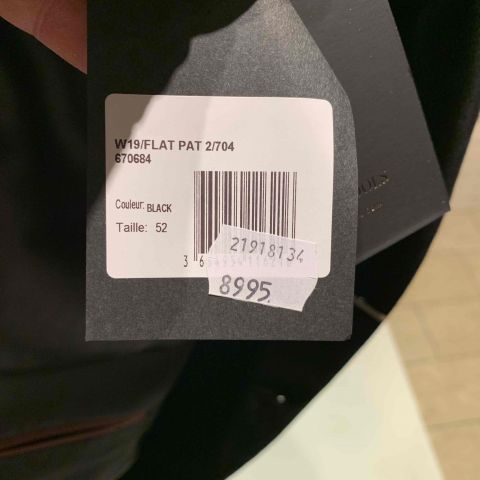 W19/FLAT PAT 2/704
670684
Couleur: BLACK
Taille: 52
21918134
8995